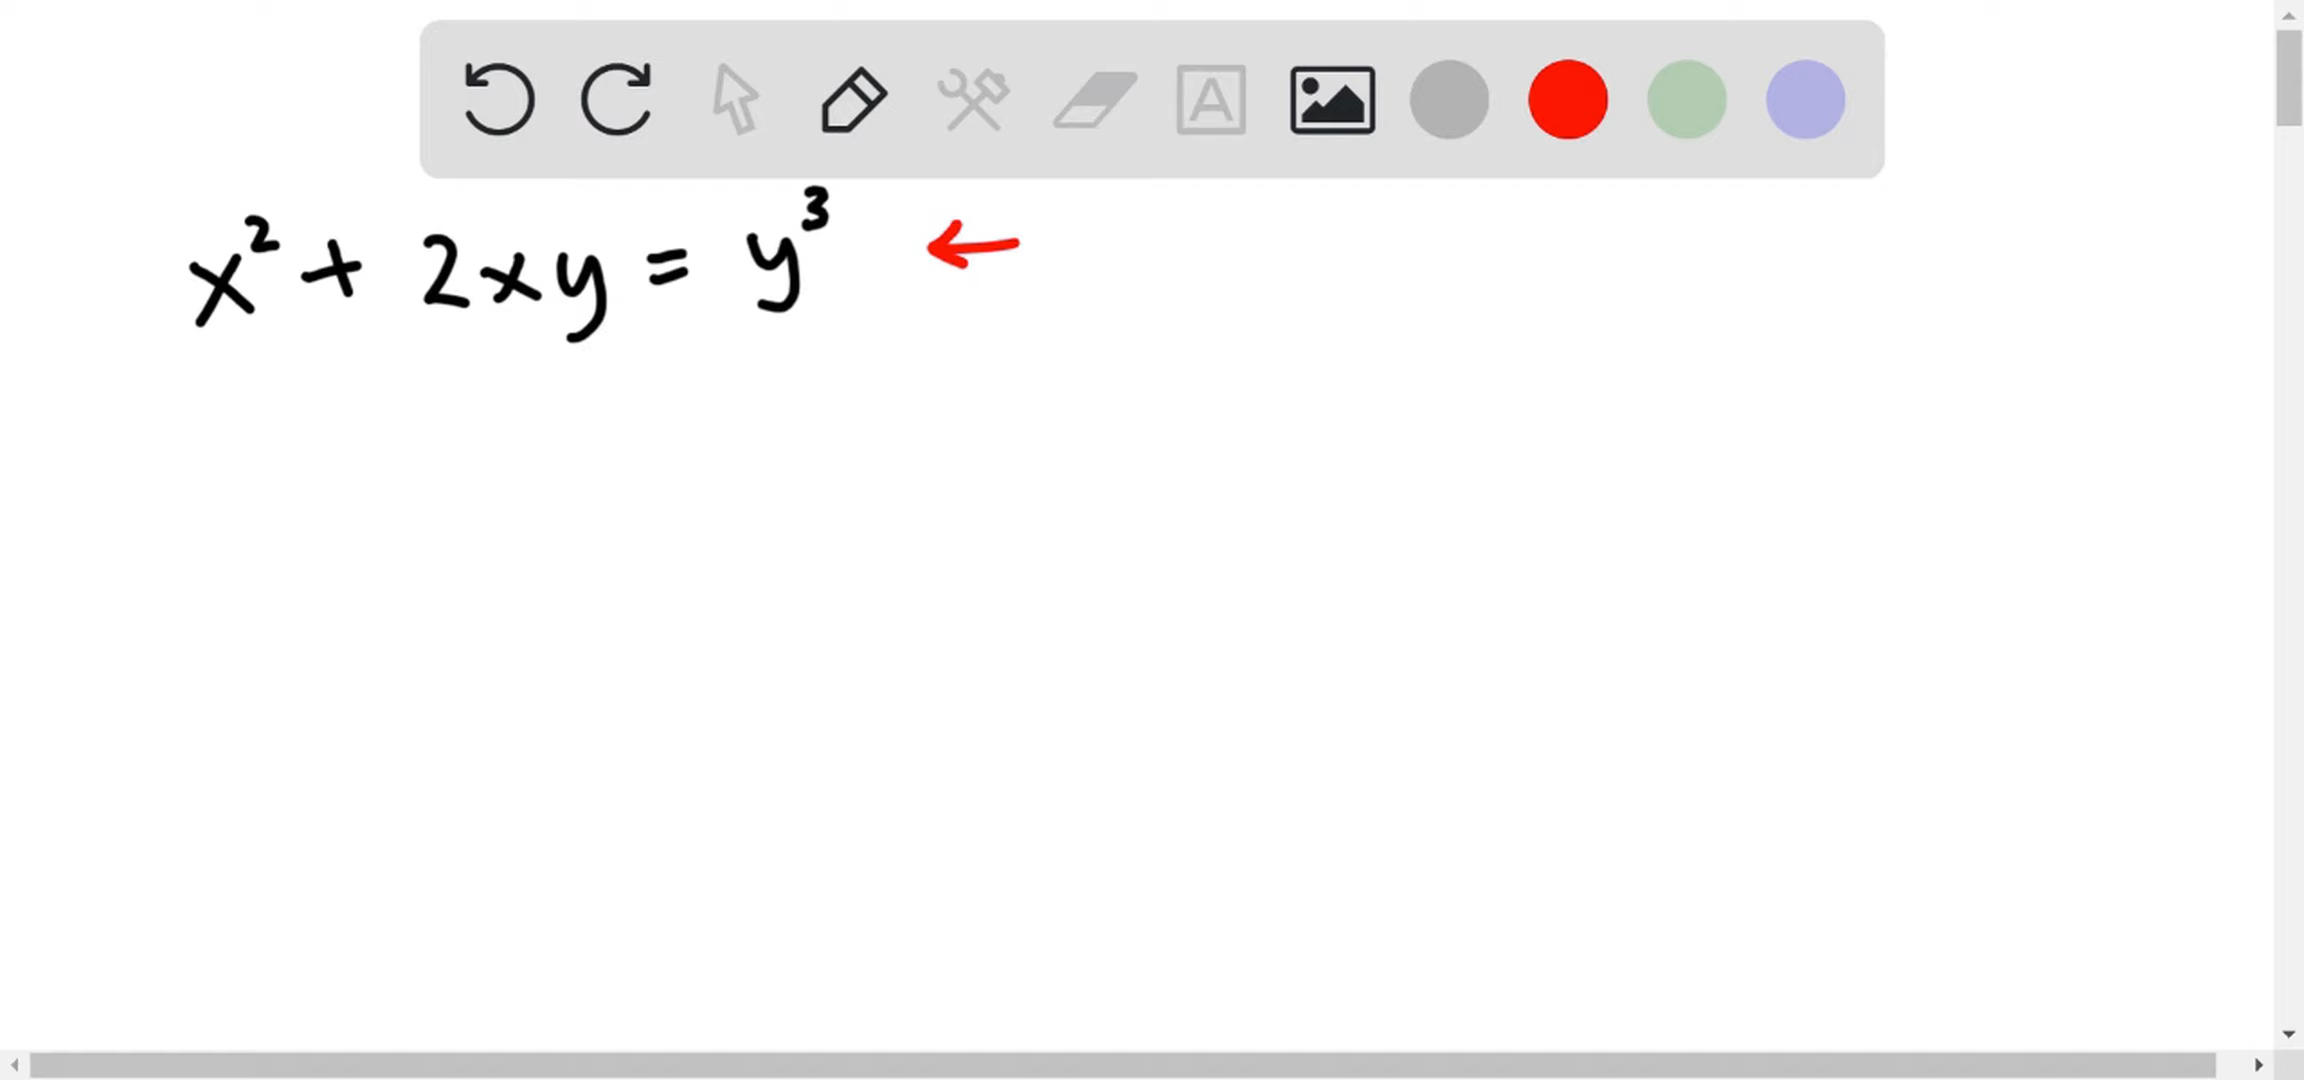 A
x² + 2xy = y³ ←